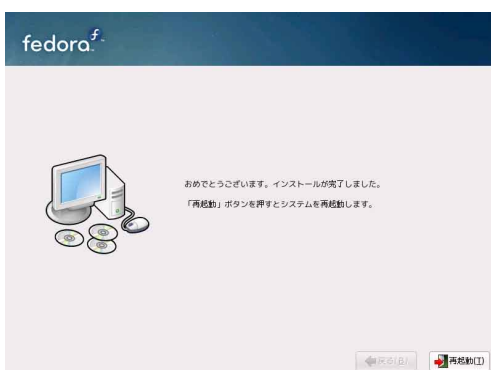 fedora
おめでとうございます。インストールが完了しました。
「再起動」ボタンを押すとシステムを再起動します。
戻る(B)
再起動(T)